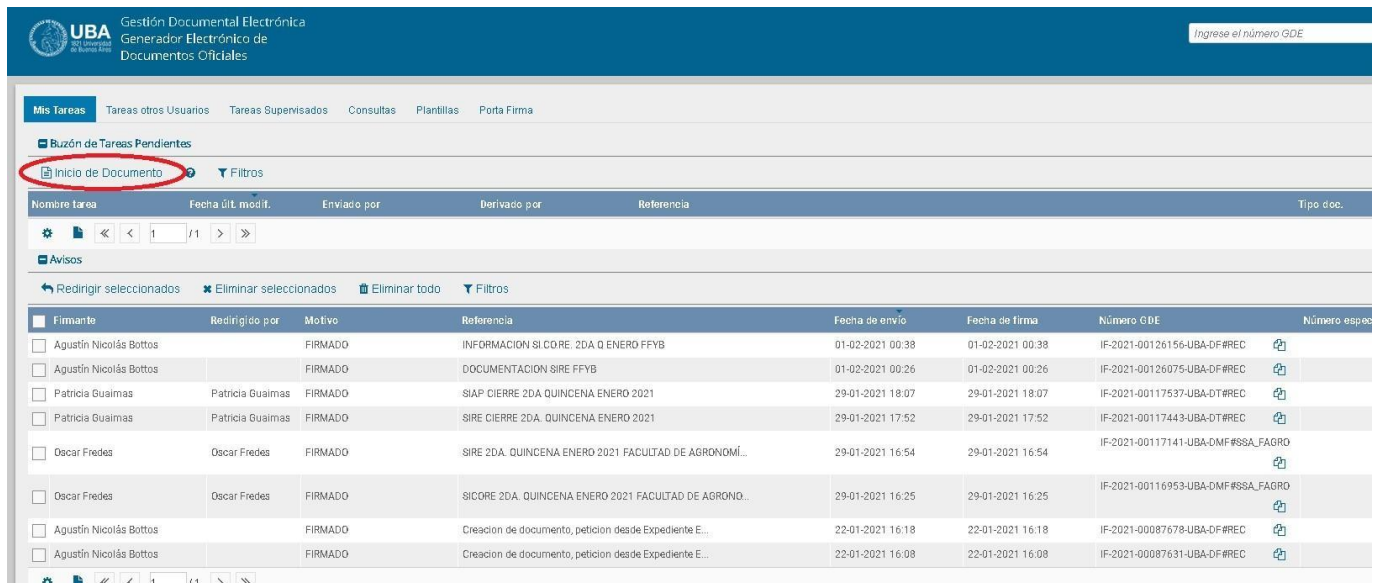 UBA
1821 Universidad
de Buenos Aires
Gestión Documental Electrónica
Generador Electrónico de
Documentos Oficiales
Ingrese el número GDE
Mis Tareas Tareas otros Usuarios Tareas Supervisados Consultas Plantillas Porta Firma
Buzón de Tareas Pendientes
Inicio de Documento Filtros
Nombre tarea Fecha últ. modif. Enviado por Derivado por Referencia Tipo doc.
1 / 1
Avisos
Redirigir seleccionados Eliminar seleccionados Eliminar todo Filtros
Firmante Redirigido por Motivo Referencia Fecha de envío Fecha de firma Número GDE Número espec
Agustín Nicolás Bottos FIRMADO INFORMACION SI.CO.RE. 2DA Q ENERO FFYB 01-02-2021 00:38 01-02-2021 00:38 IF-2021-00126156-UBA-DF#REC
Agustín Nicolás Bottos FIRMADO DOCUMENTACION SIRE FFYB 01-02-2021 00:26 01-02-2021 00:26 IF-2021-00126075-UBA-DF#REC
Patricia Guaimas Patricia Guaimas FIRMADO SIAP CIERRE 2DA. QUINCENA ENERO 2021 29-01-2021 18:07 29-01-2021 18:07 IF-2021-00117537-UBA-DT#REC
Patricia Guaimas Patricia Guaimas FIRMADO SIRE CIERRE 2DA. QUINCENA ENERO 2021 29-01-2021 17:52 29-01-2021 17:52 IF-2021-00117443-UBA-DT#REC
Oscar Fredes Oscar Fredes FIRMADO SIRE 2DA. QUINCENA ENERO 2021 FACULTAD DE AGRONOMÍ... 29-01-2021 16:54 29-01-2021 16:54 IF-2021-00117141-UBA-DMF#SSA_FAGRO
Oscar Fredes Oscar Fredes FIRMADO SICORE 2DA. QUINCENA ENERO 2021 FACULTAD DE AGRONO... 29-01-2021 16:25 29-01-2021 16:25 IF-2021-00116953-UBA-DMF#SSA_FAGRO
Agustín Nicolás Bottos FIRMADO Creacion de documento, peticion desde Expediente E... 22-01-2021 16:18 22-01-2021 16:18 IF-2021-00087678-UBA-DF#REC
Agustín Nicolás Bottos FIRMADO Creacion de documento, peticion desde Expediente E... 22-01-2021 16:08 22-01-2021 16:08 IF-2021-00087631-UBA-DF#REC
1 / 1